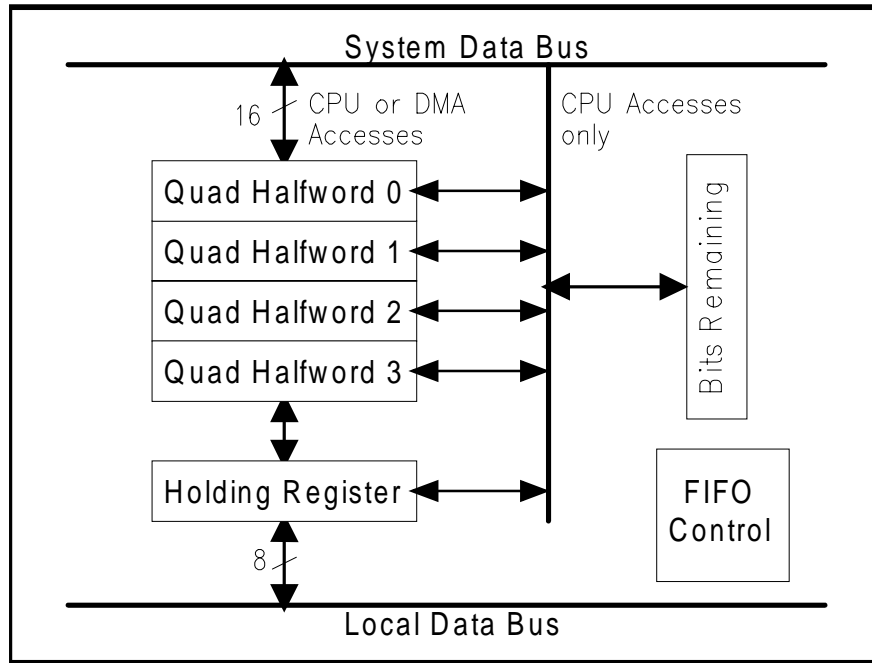 System Data Bus
16
CPU or DMA
Accesses
CPU Accesses
only
Quad Halfword 0
Quad Halfword 1
Quad Halfword 2
Quad Halfword 3
Bits Remaining
Holding Register
FIFO
Control
8
Local Data Bus